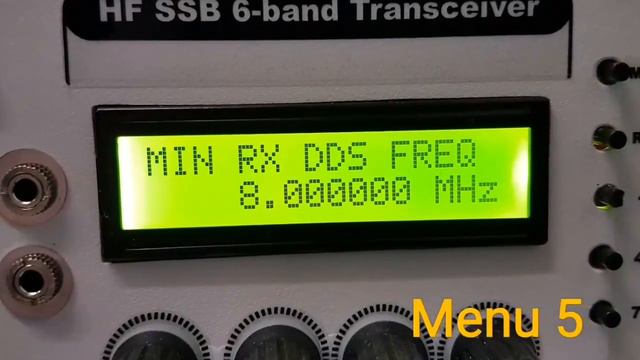 HF SSB 6-band Transceiver
MIN RX DDS FREQ
8.000000 MHz
Menu 5